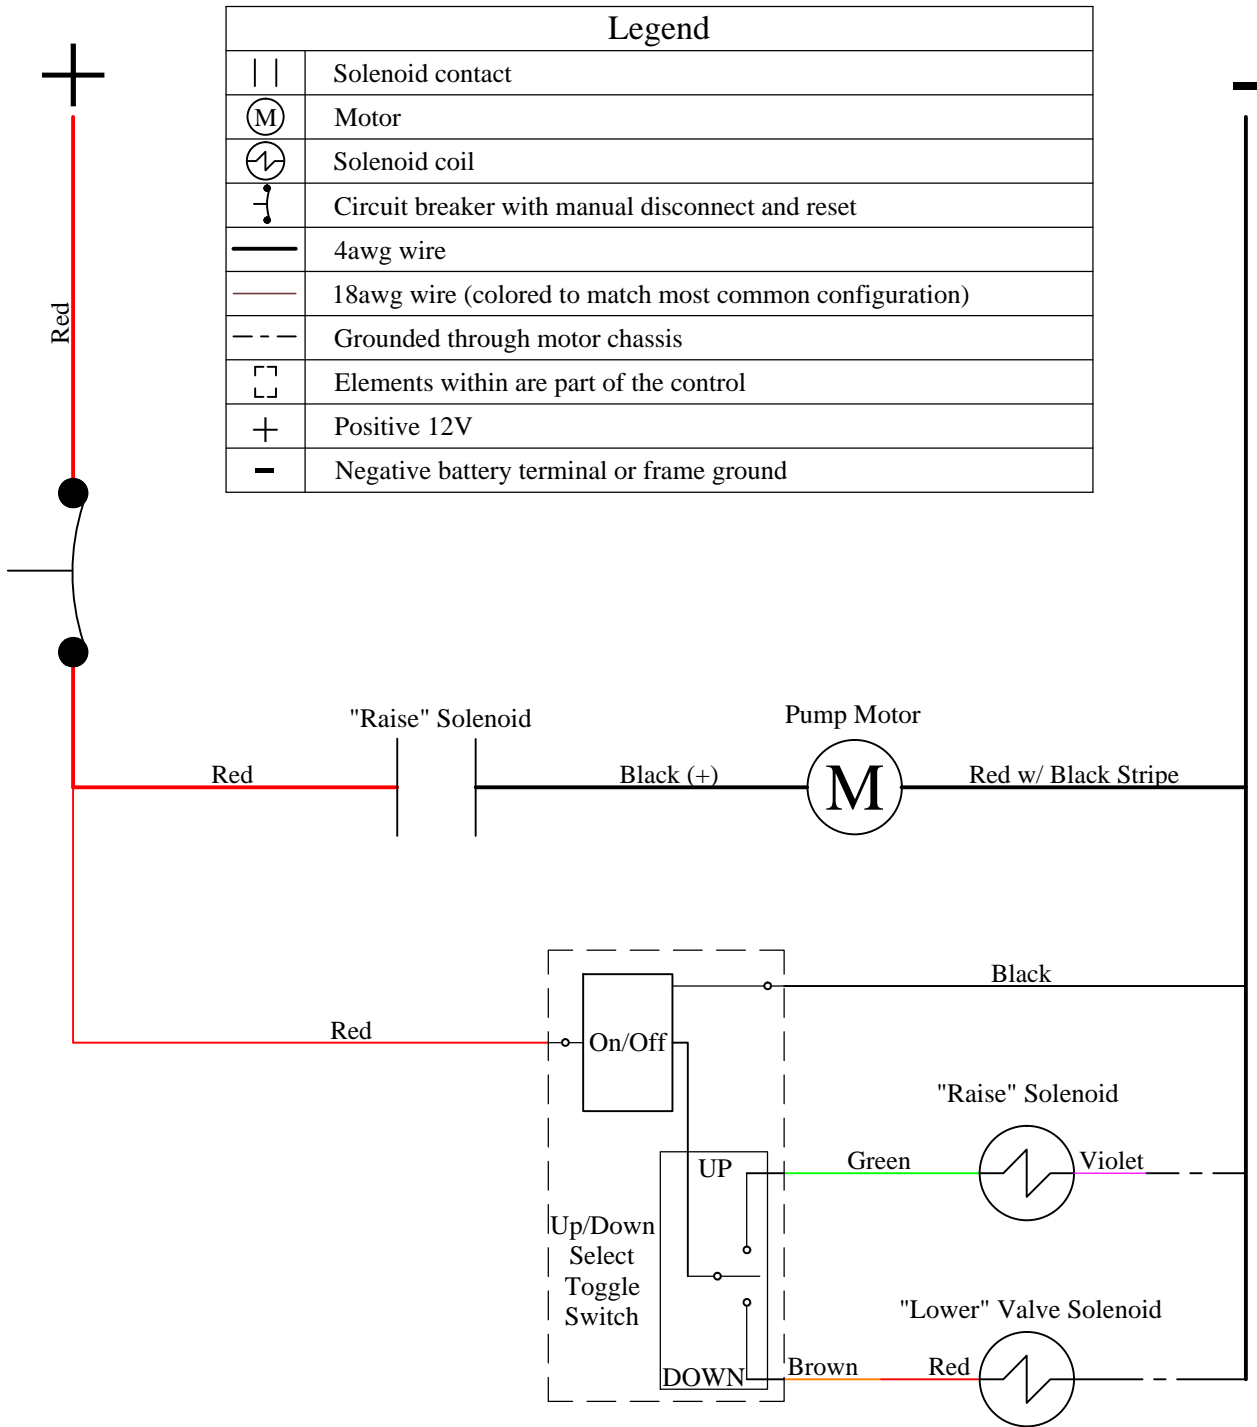 Legend
Solenoid contact
M Motor
Solenoid coil
Circuit breaker with manual disconnect and reset
4awg wire
18awg wire (colored to match most common configuration)
Grounded through motor chassis
Elements within are part of the control
+ Positive 12V
- Negative battery terminal or frame ground
+
-
Red
"Raise" Solenoid
Pump Motor
Red
Black (+)
M
Red w/ Black Stripe
Black
Red
On/Off
"Raise" Solenoid
UP
Green
Violet
Up/Down
Select
Toggle
Switch
"Lower" Valve Solenoid
DOWN
Brown
Red